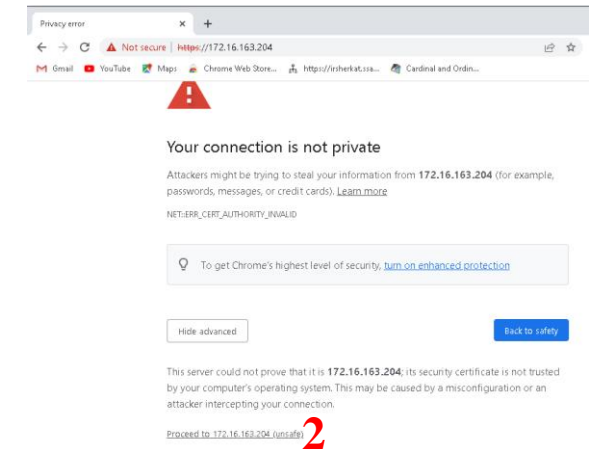 Privacy error
Not secure | https://172.16.163.204
Gmail YouTube Maps Chrome Web Store... https://irsherkat.ssa... Cardinal and Ordin...
Your connection is not private
Attackers might be trying to steal your information from 172.16.163.204 (for example,
passwords, messages, or credit cards). Learn more
NET::ERR_CERT_AUTHORITY_INVALID
To get Chrome's highest level of security, turn on enhanced protection
Hide advanced Back to safety
This server could not prove that it is 172.16.163.204; its security certificate is not trusted
by your computer's operating system. This may be caused by a misconfiguration or an
attacker intercepting your connection.
Proceed to 172.16.163.204 (unsafe) 2